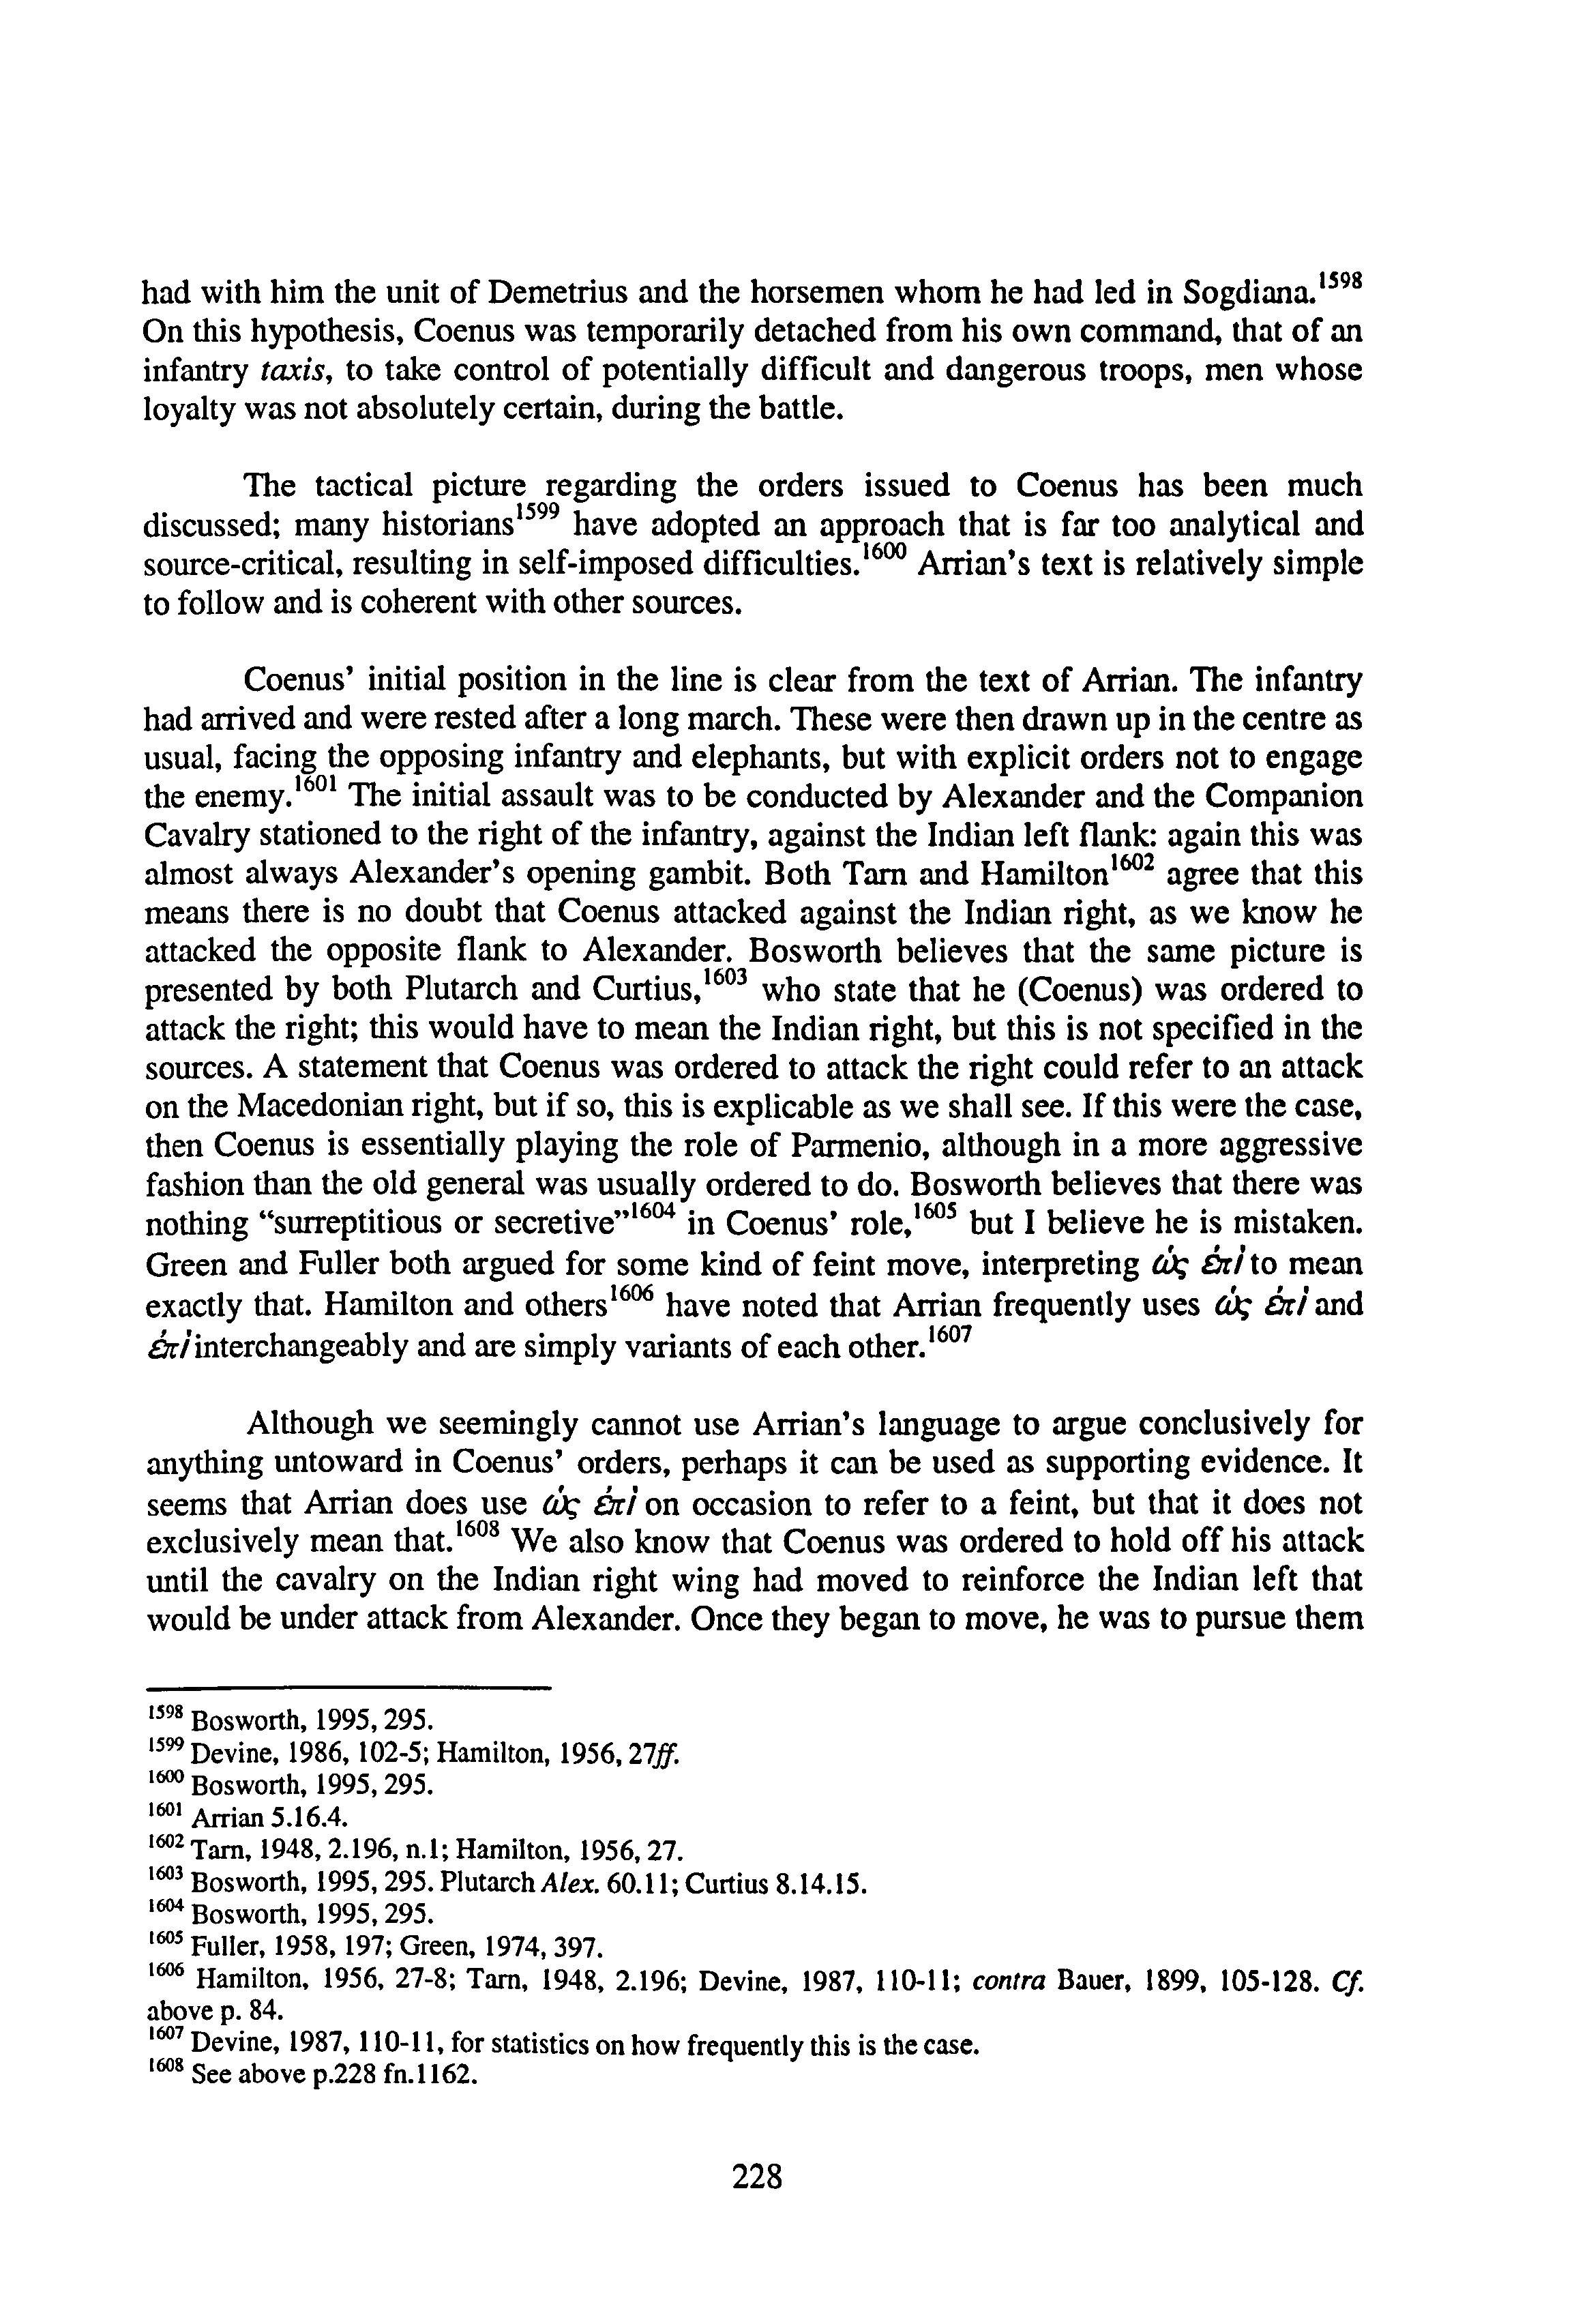 had with him the unit of Demetrius and the horsemen whom he had led in Sogdiana.1598
On this hypothesis, Coenus was temporarily detached from his own command, that of an
infantry taxis, to take control of potentially difficult and dangerous troops, men whose
loyalty was not absolutely certain, during the battle.
The tactical picture regarding the orders issued to Coenus has been much
discussed; many historians1599 have adopted an approach that is far too analytical and
source-critical, resulting in self-imposed difficulties.1600 Arrian's text is relatively simple
to follow and is coherent with other sources.
Coenus' initial position in the line is clear from the text of Arrian. The infantry
had arrived and were rested after a long march. These were then drawn up in the centre as
usual, facing the opposing infantry and elephants, but with explicit orders not to engage
the enemy.1601 The initial assault was to be conducted by Alexander and the Companion
Cavalry stationed to the right of the infantry, against the Indian left flank: again this was
almost always Alexander's opening gambit. Both Tarn and Hamilton1602 agree that this
means there is no doubt that Coenus attacked against the Indian right, as we know he
attacked the opposite flank to Alexander. Bosworth believes that the same picture is
presented by both Plutarch and Curtius,1603 who state that he (Coenus) was ordered to
attack the right; this would have to mean the Indian right, but this is not specified in the
sources. A statement that Coenus was ordered to attack the right could refer to an attack
on the Macedonian right, but if so, this is explicable as we shall see. If this were the case,
then Coenus is essentially playing the role of Parmenio, although in a more aggressive
fashion than the old general was usually ordered to do. Bosworth believes that there was
nothing "surreptitious or secretive"1604 in Coenus' role,1605 but I believe he is mistaken.
Green and Fuller both argued for some kind of feint move, interpreting ὡς ἐπί to mean
exactly that. Hamilton and others1606 have noted that Arrian frequently uses ὡς ἐπί and
ἐπί interchangeably and are simply variants of each other.1607
Although we seemingly cannot use Arrian's language to argue conclusively for
anything untoward in Coenus' orders, perhaps it can be used as supporting evidence. It
seems that Arrian does use ὡς ἐπί on occasion to refer to a feint, but that it does not
exclusively mean that.1608 We also know that Coenus was ordered to hold off his attack
until the cavalry on the Indian right wing had moved to reinforce the Indian left that
would be under attack from Alexander. Once they began to move, he was to pursue them
1598 Bosworth, 1995, 295.
1599 Devine, 1986, 102-5; Hamilton, 1956, 27ff.
1600 Bosworth, 1995, 295.
1601 Arrian 5.16.4.
1602 Tarn, 1948, 2.196, n.1; Hamilton, 1956, 27.
1603 Bosworth, 1995, 295. Plutarch Alex. 60.11; Curtius 8.14.15.
1604 Bosworth, 1995, 295.
1605 Fuller, 1958, 197; Green, 1974, 397.
1606 Hamilton, 1956, 27-8; Tarn, 1948, 2.196; Devine, 1987, 110-11; contra Bauer, 1899, 105-128. Cf.
above p. 84.
1607 Devine, 1987, 110-11, for statistics on how frequently this is the case.
1608 See above p.228 fn.1162.
228